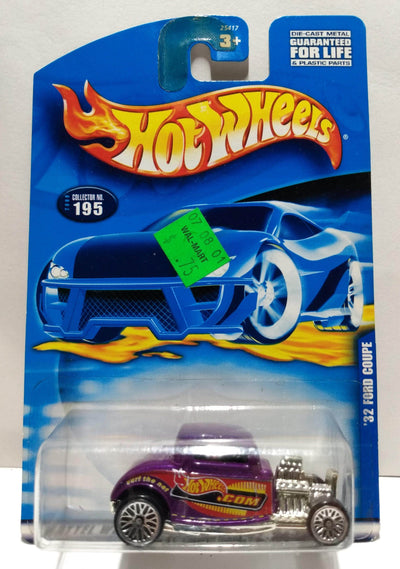 25417
3+
DIE-CAST METAL
GUARANTEED
FOR LIFE
& PLASTIC PARTS
HOT WHEELS
®
COLLECTOR NO.
195
07 08 01
WAL-MART
$ .75
'32 FORD COUPE
surf the net
HOT WHEELS
.COM